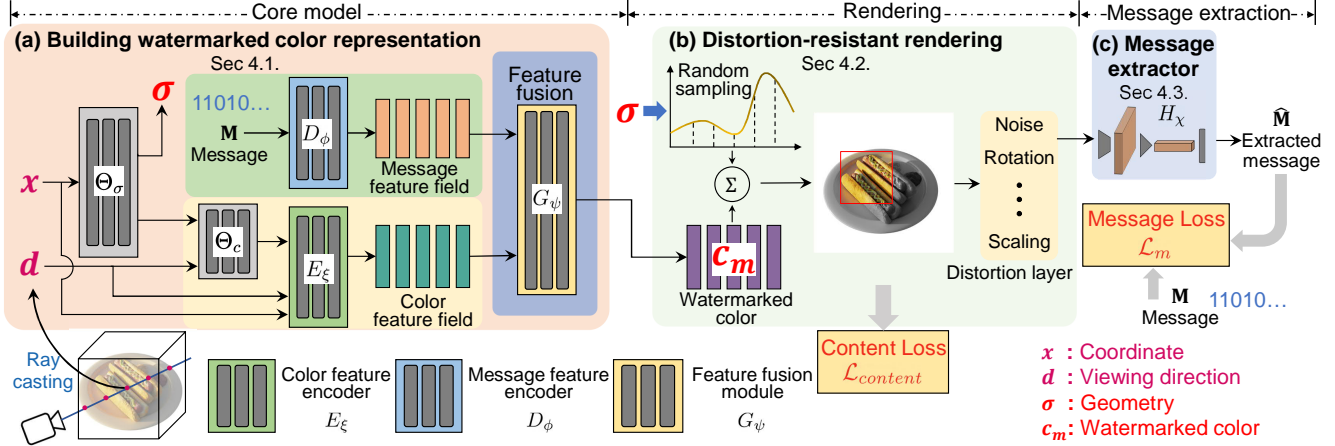 Core model
Rendering
Message extraction
(a) Building watermarked color representation
Sec 4.1.
σ
11010...
M
Message
D_ϕ
Message
feature field
Feature
fusion
G_ψ
Θ_σ
x
d
Θ_c
E_ξ
Color
feature field
(b) Distortion-resistant rendering
Sec 4.2.
Random
sampling
σ
Σ
c_m
Watermarked
color
Noise
Rotation
Scaling
Distortion layer
(c) Message
extractor
Sec 4.3.
H_χ
M̂
Extracted
message
Message Loss
ℒ_m
M
11010...
Message
Content Loss
ℒ_content
Ray
casting
Color feature
encoder
E_ξ
Message feature
encoder
D_ϕ
Feature fusion
module
G_ψ
x : Coordinate
d : Viewing direction
σ : Geometry
c_m : Watermarked color